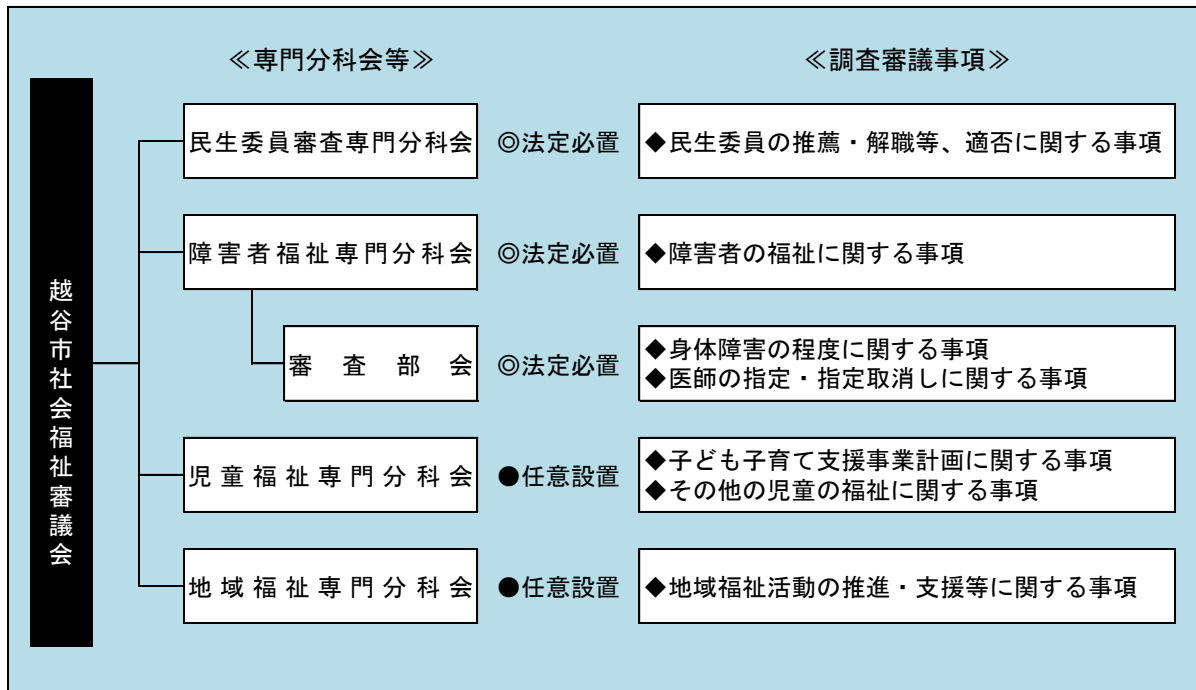 ≪専門分科会等≫
≪調査審議事項≫
越谷市社会福祉審議会
民生委員審査専門分科会
◎法定必置
◆民生委員の推薦・解職等、適否に関する事項
障害者福祉専門分科会
◎法定必置
◆障害者の福祉に関する事項
審査部会
◎法定必置
◆身体障害の程度に関する事項
◆医師の指定・指定取消しに関する事項
児童福祉専門分科会
●任意設置
◆子ども子育て支援事業計画に関する事項
◆その他の児童の福祉に関する事項
地域福祉専門分科会
●任意設置
◆地域福祉活動の推進・支援等に関する事項